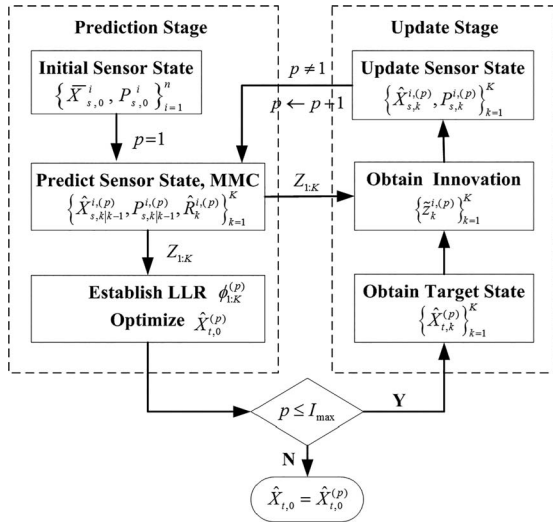 Prediction Stage
Initial Sensor State
{X̄^i_{s,0}, P^i_{s,0}}^n_{i=1}
p=1
Predict Sensor State, MMC
{X̂^{i,(p)}_{s,k|k-1}, P^{i,(p)}_{s,k|k-1}, R̂^{i,(p)}_k}^K_{k=1}
Z_{1:K}
Establish LLR ϕ^{(p)}_{1:K}
Optimize X̂^{(p)}_{t,0}
Update Stage
Update Sensor State
{X̂^{i,(p)}_{s,k}, P^{i,(p)}_{s,k}}^K_{k=1}
p ≠ 1
p ← p+1
Z_{1:K}
Obtain Innovation
{z̃^{i,(p)}_k}^K_{k=1}
Obtain Target State
{X̂^{(p)}_{t,k}}^K_{k=1}
p ≤ I_{max}
Y
N
X̂_{t,0} = X̂^{(p)}_{t,0}